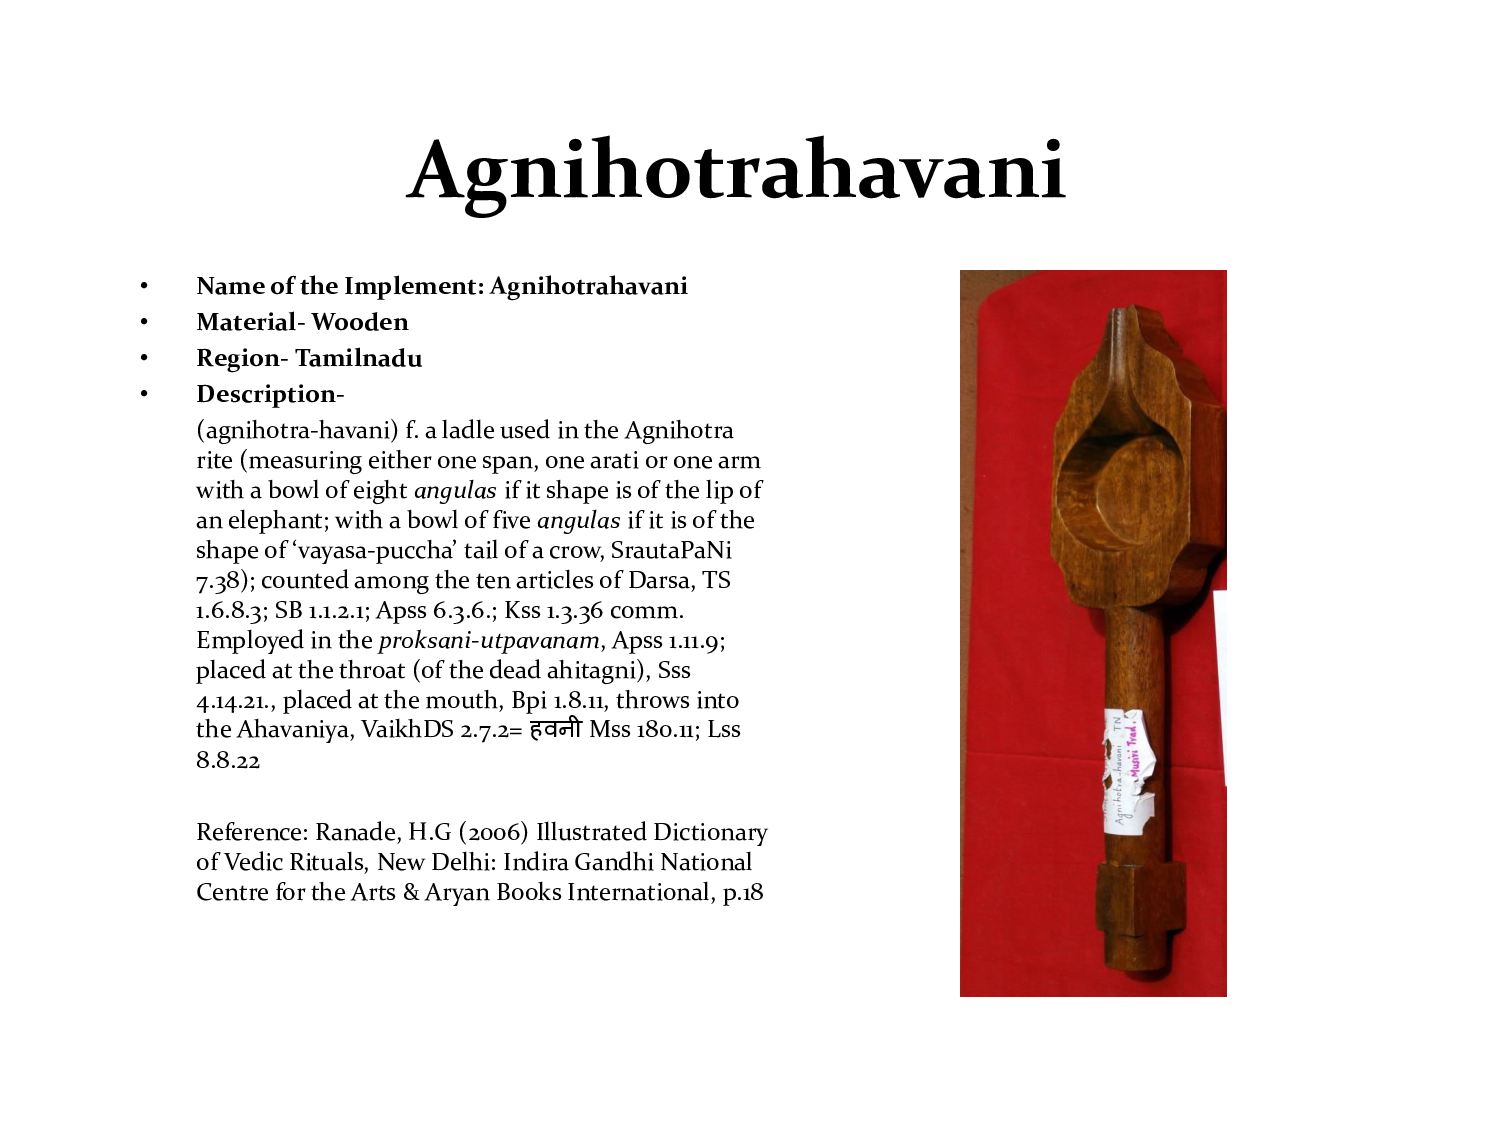 Agnihotrahavani
• Name of the Implement: Agnihotrahavani
• Material- Wooden
• Region- Tamilnadu
• Description-
(agnihotra-havani) f. a ladle used in the Agnihotra
rite (measuring either one span, one arati or one arm
with a bowl of eight angulas if it shape is of the lip of
an elephant; with a bowl of five angulas if it is of the
shape of ‘vayasa-puccha’ tail of a crow, SrautaPaNi
7.38); counted among the ten articles of Darsa, TS
1.6.8.3; SB 1.1.2.1; Apss 6.3.6.; Kss 1.3.36 comm.
Employed in the proksani-utpavanam, Apss 1.11.9;
placed at the throat (of the dead ahitagni), Sss
4.14.21., placed at the mouth, Bpi 1.8.11, throws into
the Ahavaniya, VaikhDS 2.7.2= हवनी Mss 180.11; Lss
8.8.22
Reference: Ranade, H.G (2006) Illustrated Dictionary
of Vedic Rituals, New Delhi: Indira Gandhi National
Centre for the Arts & Aryan Books International, p.18
Agnihotra-havani TN
Musiri Trad.